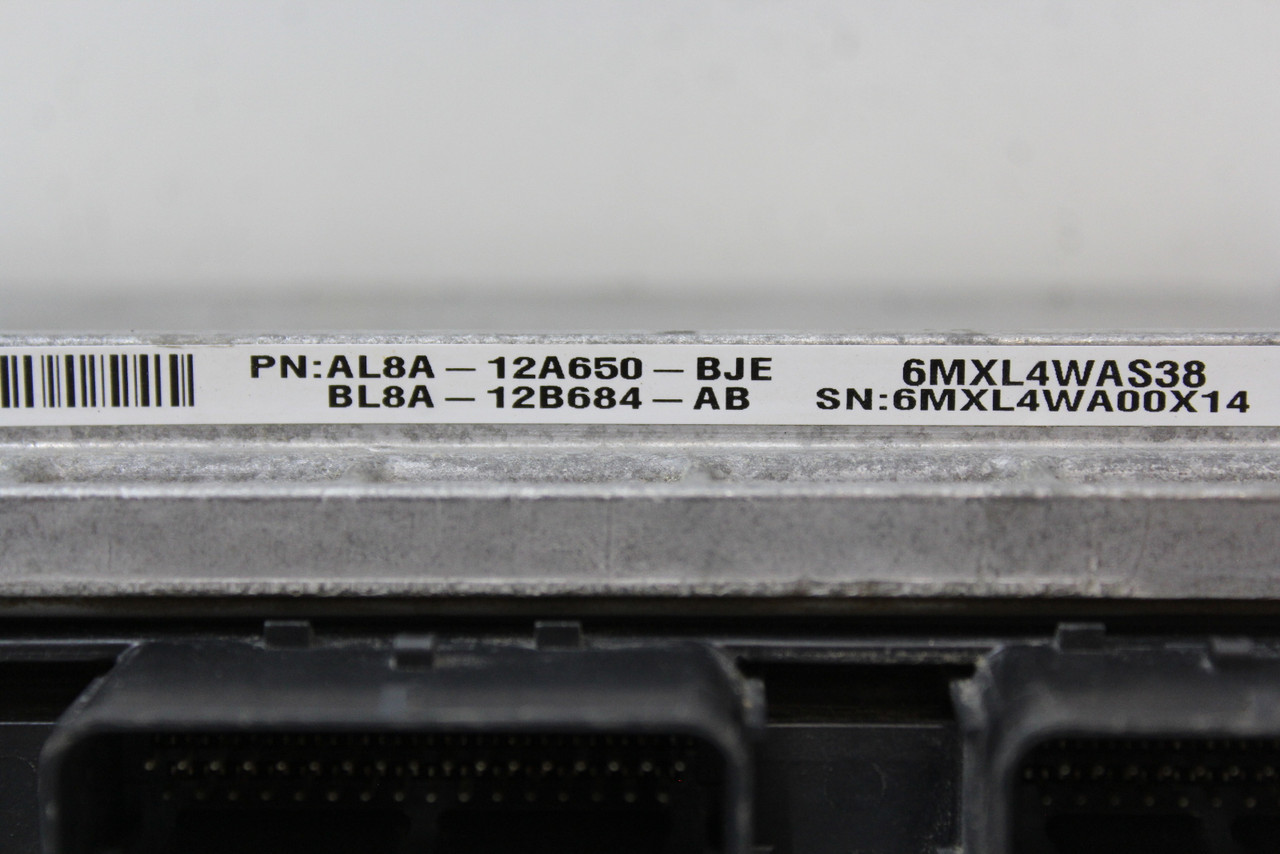 PN:AL8A – 12A650 – BJE
BL8A – 12B684 – AB
6MXL4WAS38
SN:6MXL4WA00X14